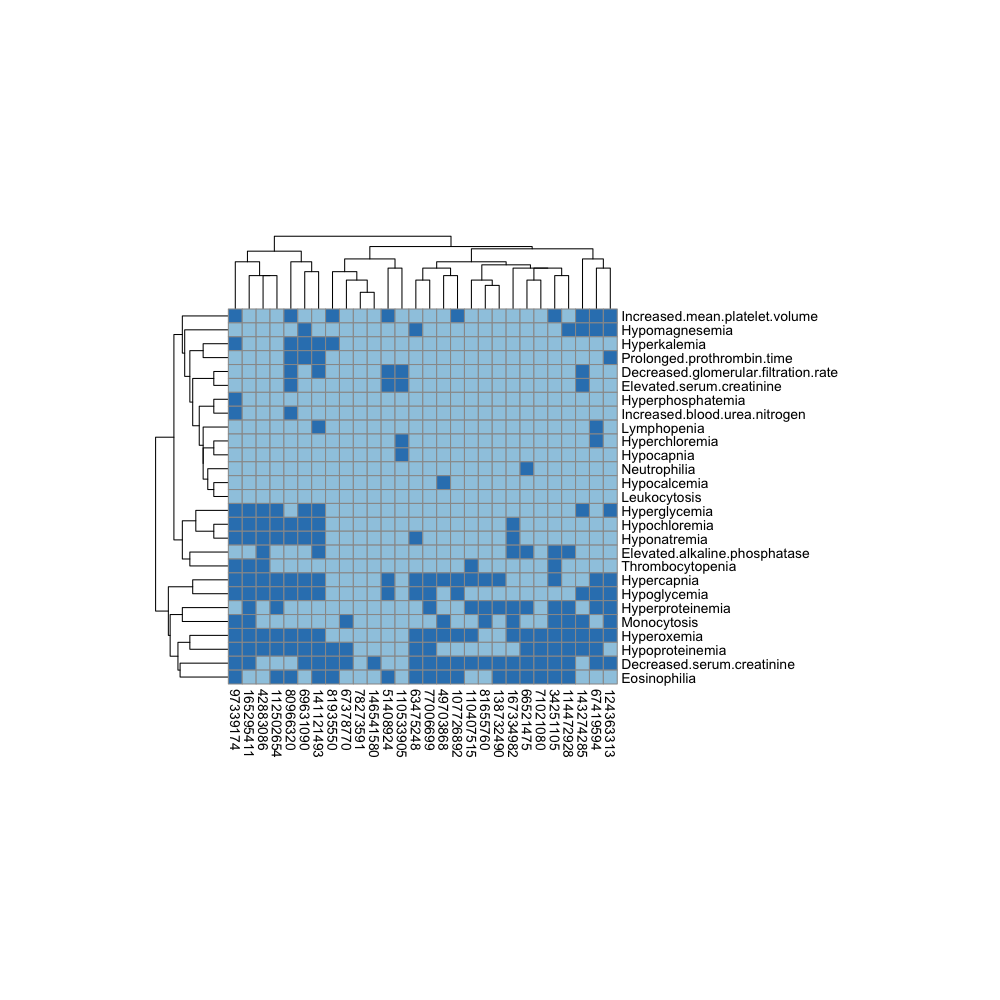 Increased.mean.platelet.volume
Hypomagnesemia
Hyperkalemia
Prolonged.prothrombin.time
Decreased.glomerular.filtration.rate
Elevated.serum.creatinine
Hyperphosphatemia
Increased.blood.urea.nitrogen
Lymphopenia
Hyperchloremia
Hypocapnia
Neutrophilia
Hypocalcemia
Leukocytosis
Hyperglycemia
Hypochloremia
Hyponatremia
Elevated.alkaline.phosphatase
Thrombocytopenia
Hypercapnia
Hypoglycemia
Hyperproteinemia
Monocytosis
Hyperoxemia
Hypoproteinemia
Decreased.serum.creatinine
Eosinophilia
97339174
165295411
42883086
112502654
80966320
69631090
141121493
81935550
67378770
78273591
146541580
51408924
110533905
63475248
77006699
49703868
107726892
110407515
81655760
138732490
167334982
66521475
71021080
34251105
114472928
143274285
67419594
124363313